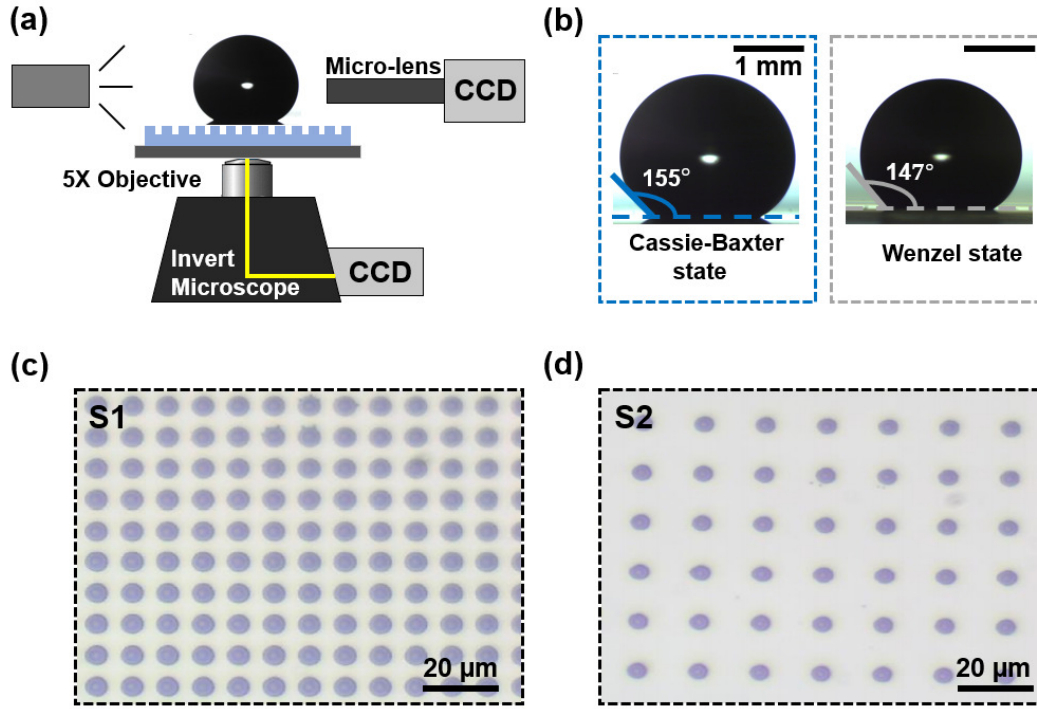 (a)
Micro-lens
CCD
5X Objective
Invert
Microscope
CCD
(b)
1 mm
155°
147°
Cassie-Baxter
state
Wenzel state
(c)
S1
20 µm
(d)
S2
20 µm